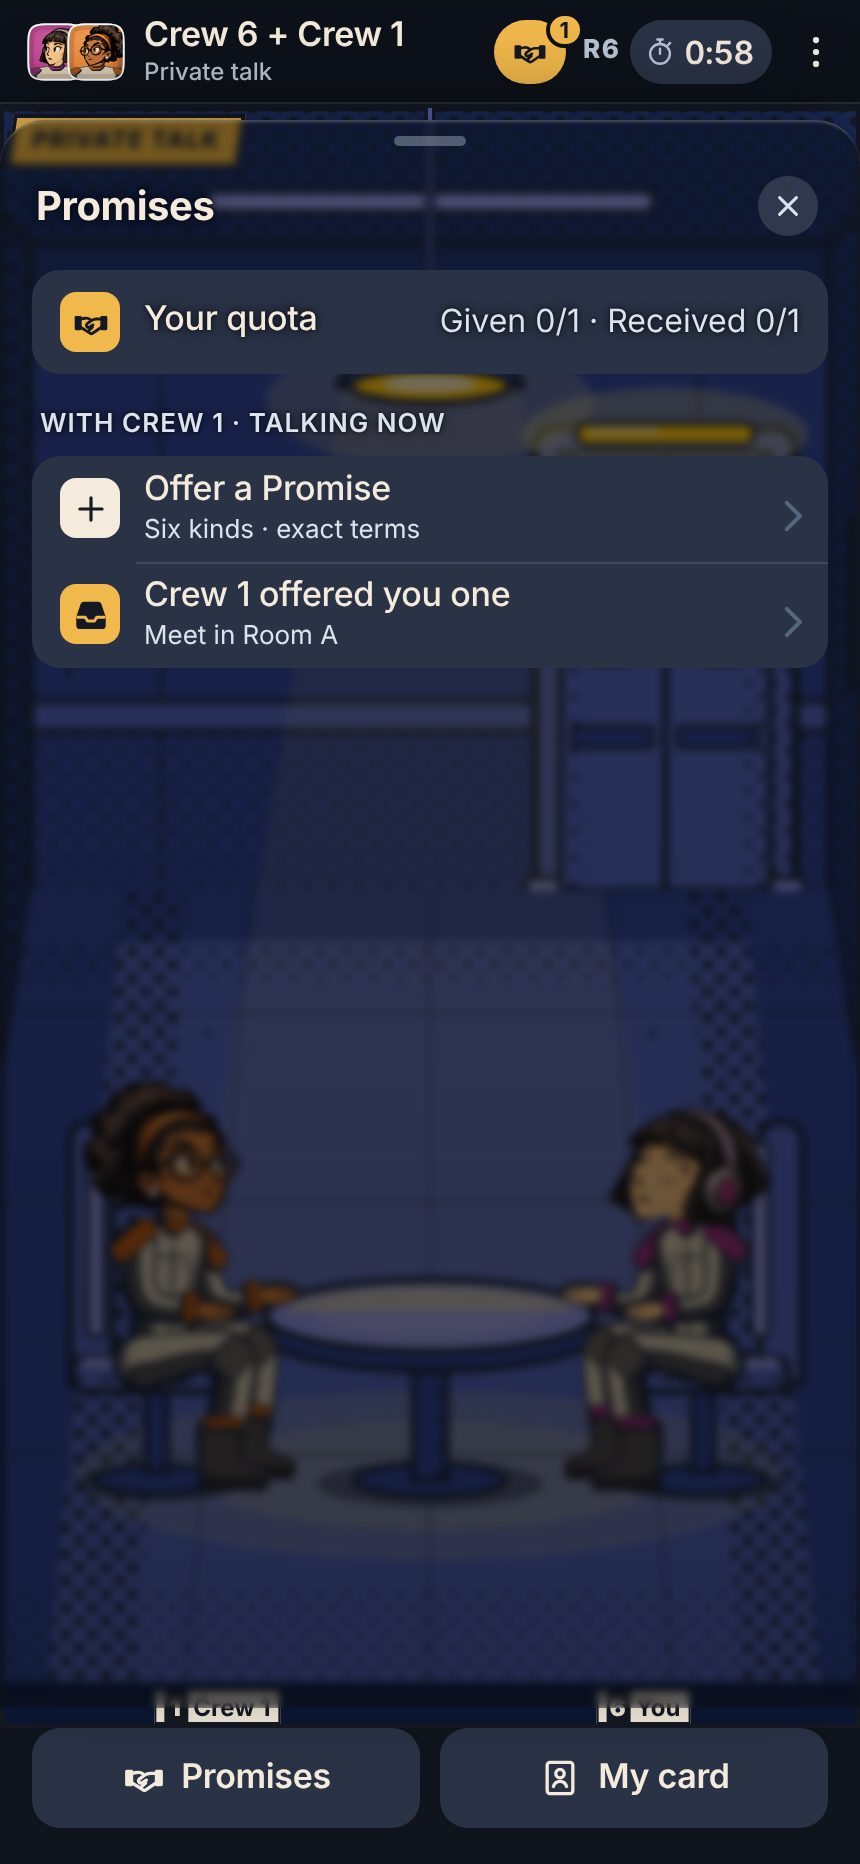 Crew 6 + Crew 1
Private talk
1
R6
0:58
PRIVATE TALK
Promises
Your quota
Given 0/1 · Received 0/1
WITH CREW 1 · TALKING NOW
Offer a Promise
Six kinds · exact terms
Crew 1 offered you one
Meet in Room A
1 Crew 1
6 You
Promises
My card